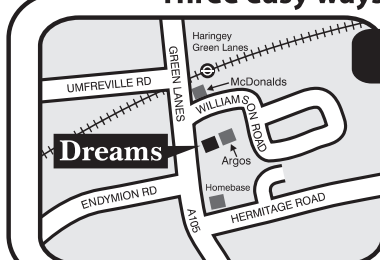 Three easy ways
Haringey
Green Lanes
McDonalds
UMFREVILLE RD
GREEN LANES
WILLIAMSON ROAD
Dreams
Argos
ENDYMION RD
Homebase
A105
HERMITAGE ROAD